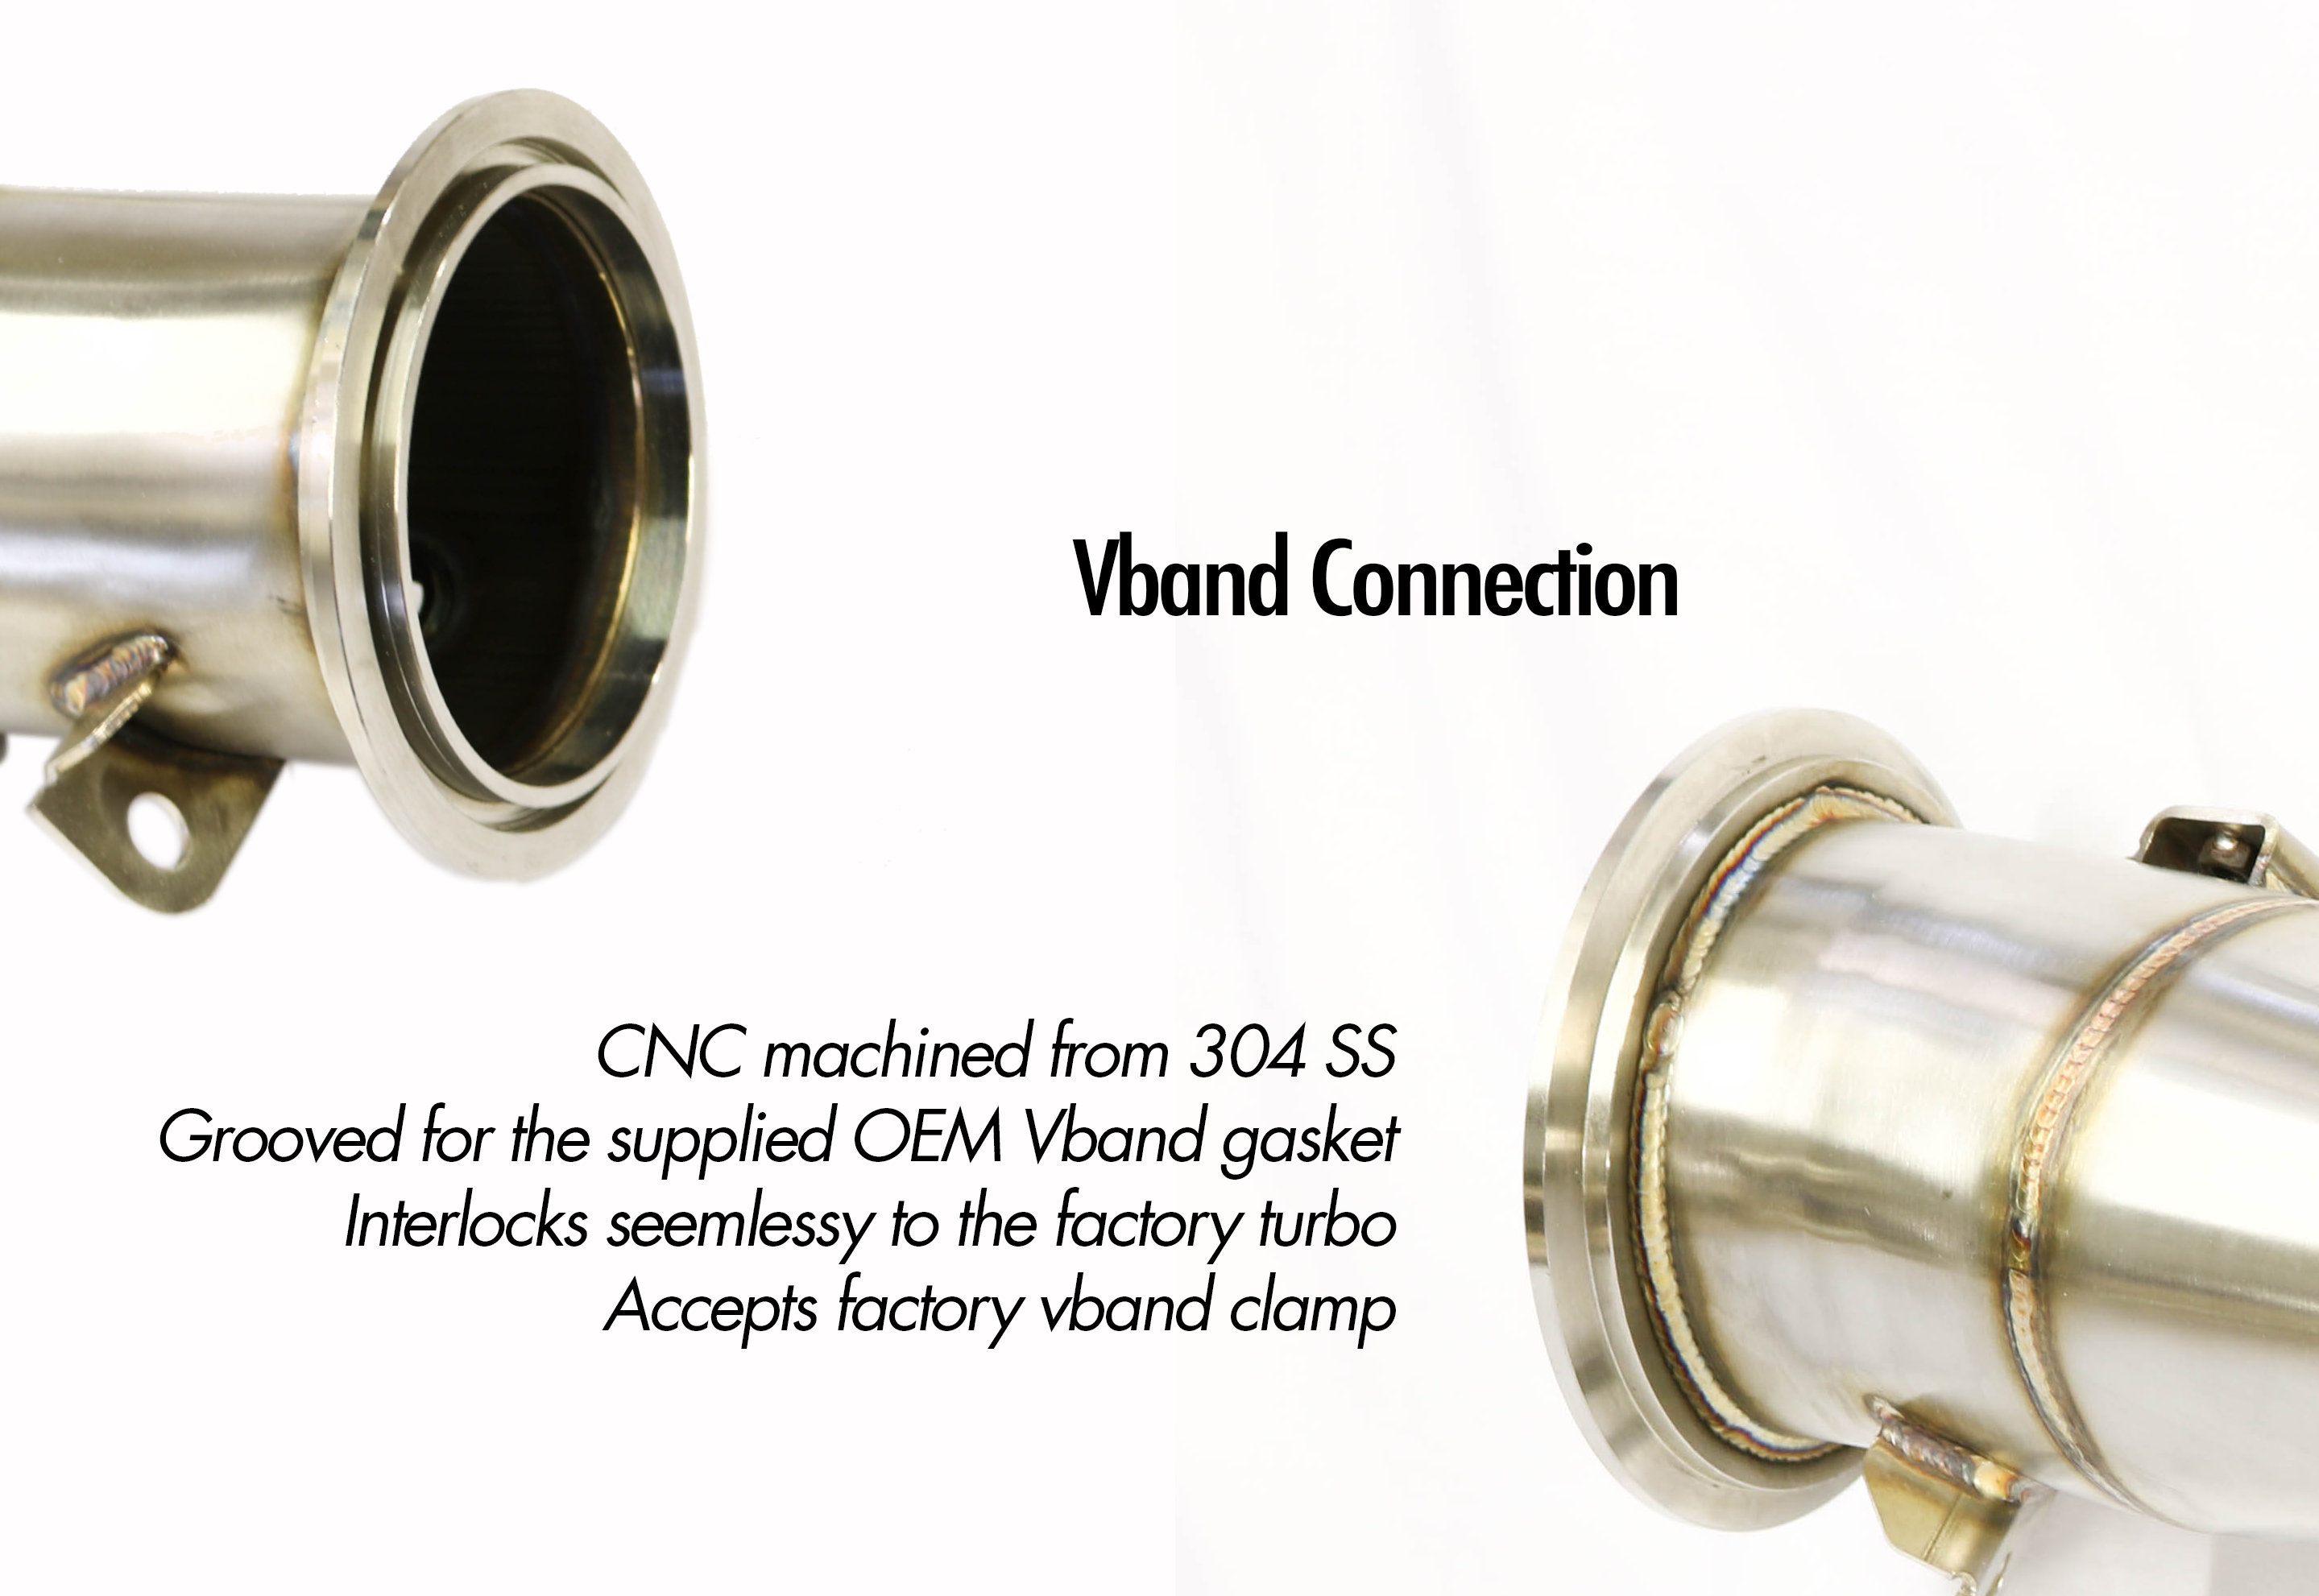 Vband Connection
CNC machined from 304 SS
Grooved for the supplied OEM Vband gasket
Interlocks seemlessy to the factory turbo
Accepts factory vband clamp